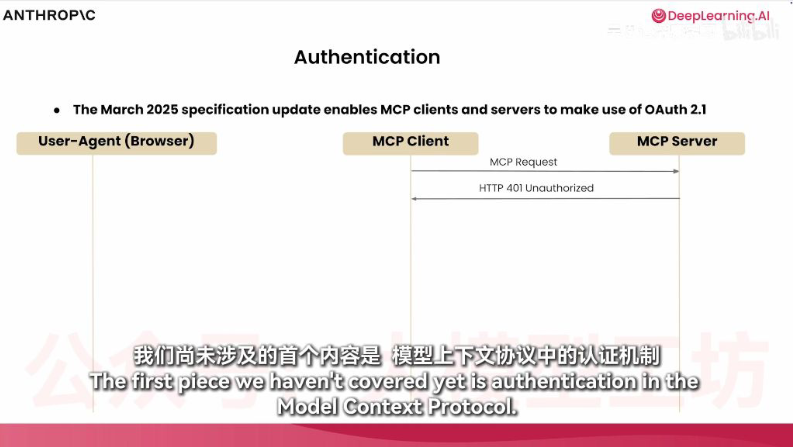 ANTHROP\C
DeepLearning.AI
bilibili
Authentication
• The March 2025 specification update enables MCP clients and servers to make use of OAuth 2.1
User-Agent (Browser)
MCP Client
MCP Server
MCP Request
HTTP 401 Unauthorized
我们尚未涉及的首个内容是 模型上下文协议中的认证机制
The first piece we haven't covered yet is authentication in the
Model Context Protocol.